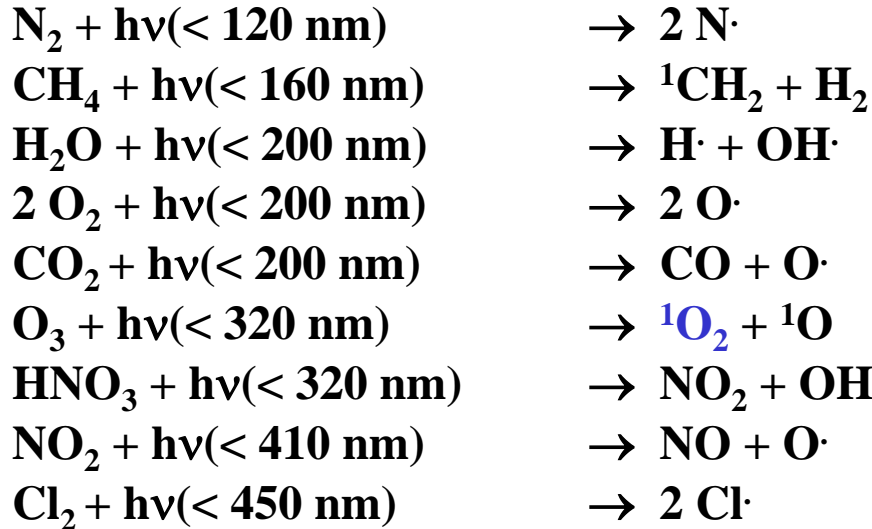 N₂ + hν(< 120 nm) → 2 N·
CH₄ + hν(< 160 nm) → ¹CH₂ + H₂
H₂O + hν(< 200 nm) → H· + OH·
2 O₂ + hν(< 200 nm) → 2 O·
CO₂ + hν(< 200 nm) → CO + O·
O₃ + hν(< 320 nm) → ¹O₂ + ¹O
HNO₃ + hν(< 320 nm) → NO₂ + OH
NO₂ + hν(< 410 nm) → NO + O·
Cl₂ + hν(< 450 nm) → 2 Cl·